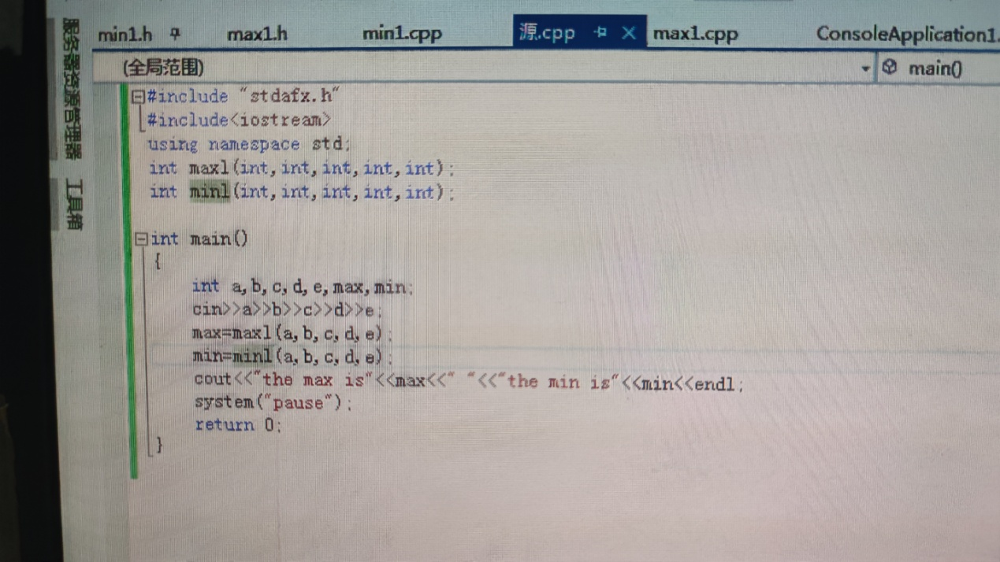 服务器资源管理器 工具箱
min1.h max1.h min1.cpp 源.cpp max1.cpp ConsoleApplication1.
(全局范围) main()
#include "stdafx.h"
#include<iostream>
using namespace std;
int max1(int,int,int,int,int);
int min1(int,int,int,int,int);
int main()
{
int a,b,c,d,e,max,min;
cin>>a>>b>>c>>d>>e;
max=max1(a,b,c,d,e);
min=min1(a,b,c,d,e);
cout<<"the max is"<<max<<" "<<"the min is"<<min<<endl;
system("pause");
return 0;
}